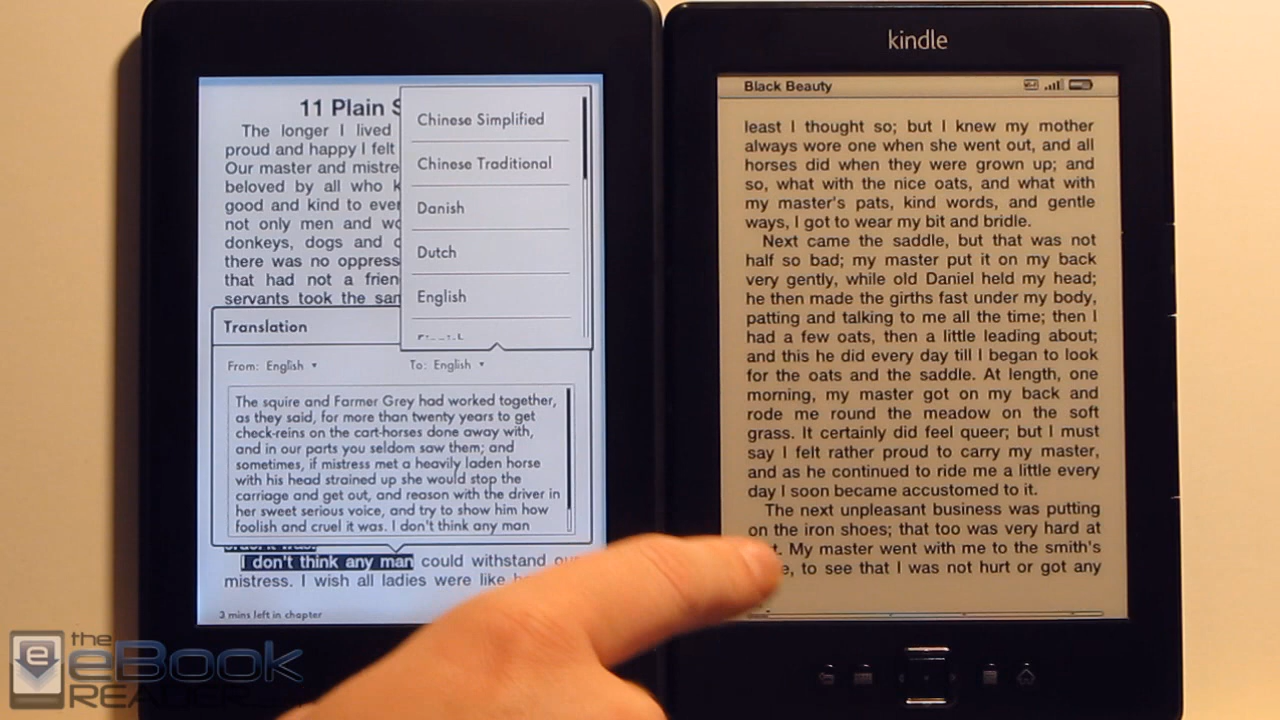 11 Plain S
The longer I lived
proud and happy I felt
Our master and mistre
beloved by all who k
good and kind to ever
not only men and wo
donkeys, dogs and c
there was no oppress
that had not a frien
servants took the sam
Chinese Simplified
Chinese Traditional
Danish
Dutch
English
Translation
From: English
To: English
The squire and Farmer Grey had worked together,
as they said, for more than twenty years to get
check-reins on the cart-horses done away with,
and in our parts you seldom saw them; and
sometimes, if mistress met a heavily laden horse
with his head strained up she would stop the
carriage and get out, and reason with the driver in
her sweet serious voice, and try to show him how
foolish and cruel it was. I don't think any man
I don't think any man could withstand our
mistress. I wish all ladies were like
3 mins left in chapter
kindle
Black Beauty
least I thought so; but I knew my mother
always wore one when she went out, and all
horses did when they were grown up; and
so, what with the nice oats, and what with
my master's pats, kind words, and gentle
ways, I got to wear my bit and bridle.
Next came the saddle, but that was not
half so bad; my master put it on my back
very gently, while old Daniel held my head;
he then made the girths fast under my body,
patting and talking to me all the time; then I
had a few oats, then a little leading about;
and this he did every day till I began to look
for the oats and the saddle. At length, one
morning, my master got on my back and
rode me round the meadow on the soft
grass. It certainly did feel queer; but I must
say I felt rather proud to carry my master,
and as he continued to ride me a little every
day I soon became accustomed to it.
The next unpleasant business was putting
on the iron shoes; that too was very hard at
My master went with me to the smith's
to see that I was not hurt or got any
the
eBook
READER